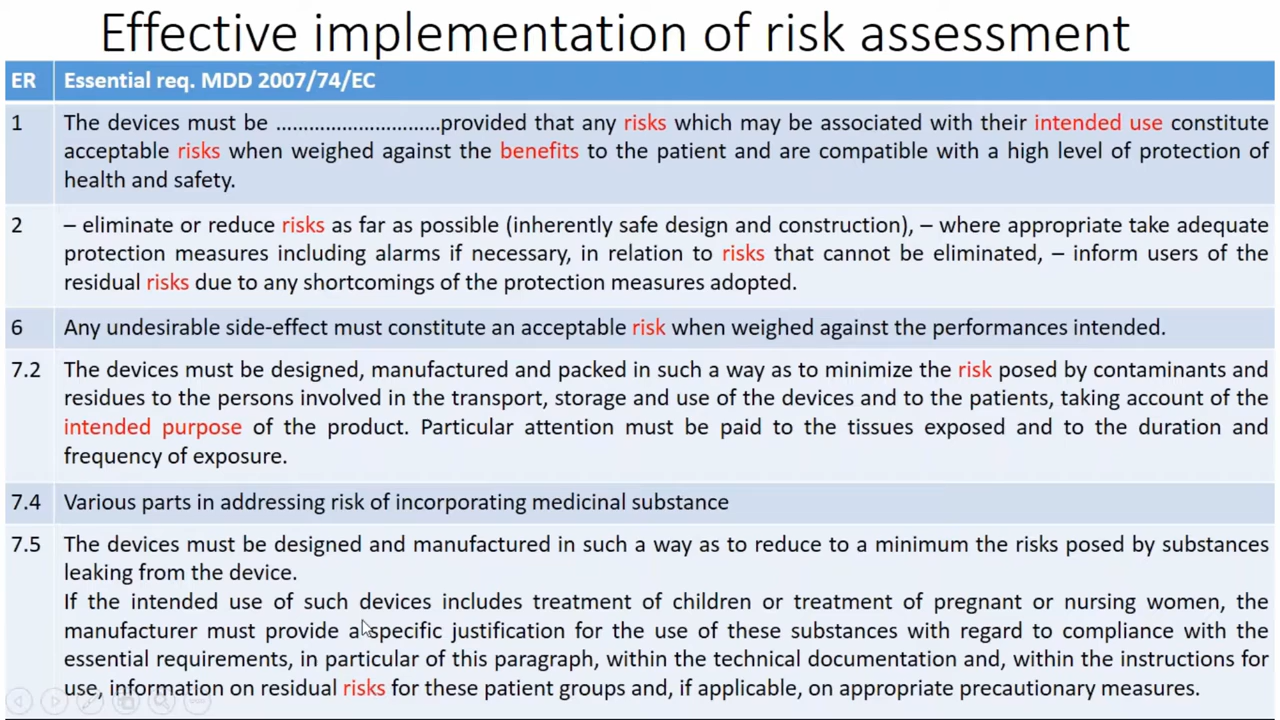 Effective implementation of risk assessment
ER Essential req. MDD 2007/74/EC
1 The devices must be ..............................provided that any risks which may be associated with their intended use constitute
acceptable risks when weighed against the benefits to the patient and are compatible with a high level of protection of
health and safety.
2 – eliminate or reduce risks as far as possible (inherently safe design and construction), – where appropriate take adequate
protection measures including alarms if necessary, in relation to risks that cannot be eliminated, – inform users of the
residual risks due to any shortcomings of the protection measures adopted.
6 Any undesirable side-effect must constitute an acceptable risk when weighed against the performances intended.
7.2 The devices must be designed, manufactured and packed in such a way as to minimize the risk posed by contaminants and
residues to the persons involved in the transport, storage and use of the devices and to the patients, taking account of the
intended purpose of the product. Particular attention must be paid to the tissues exposed and to the duration and
frequency of exposure.
7.4 Various parts in addressing risk of incorporating medicinal substance
7.5 The devices must be designed and manufactured in such a way as to reduce to a minimum the risks posed by substances
leaking from the device.
If the intended use of such devices includes treatment of children or treatment of pregnant or nursing women, the
manufacturer must provide a specific justification for the use of these substances with regard to compliance with the
essential requirements, in particular of this paragraph, within the technical documentation and, within the instructions for
use, information on residual risks for these patient groups and, if applicable, on appropriate precautionary measures.